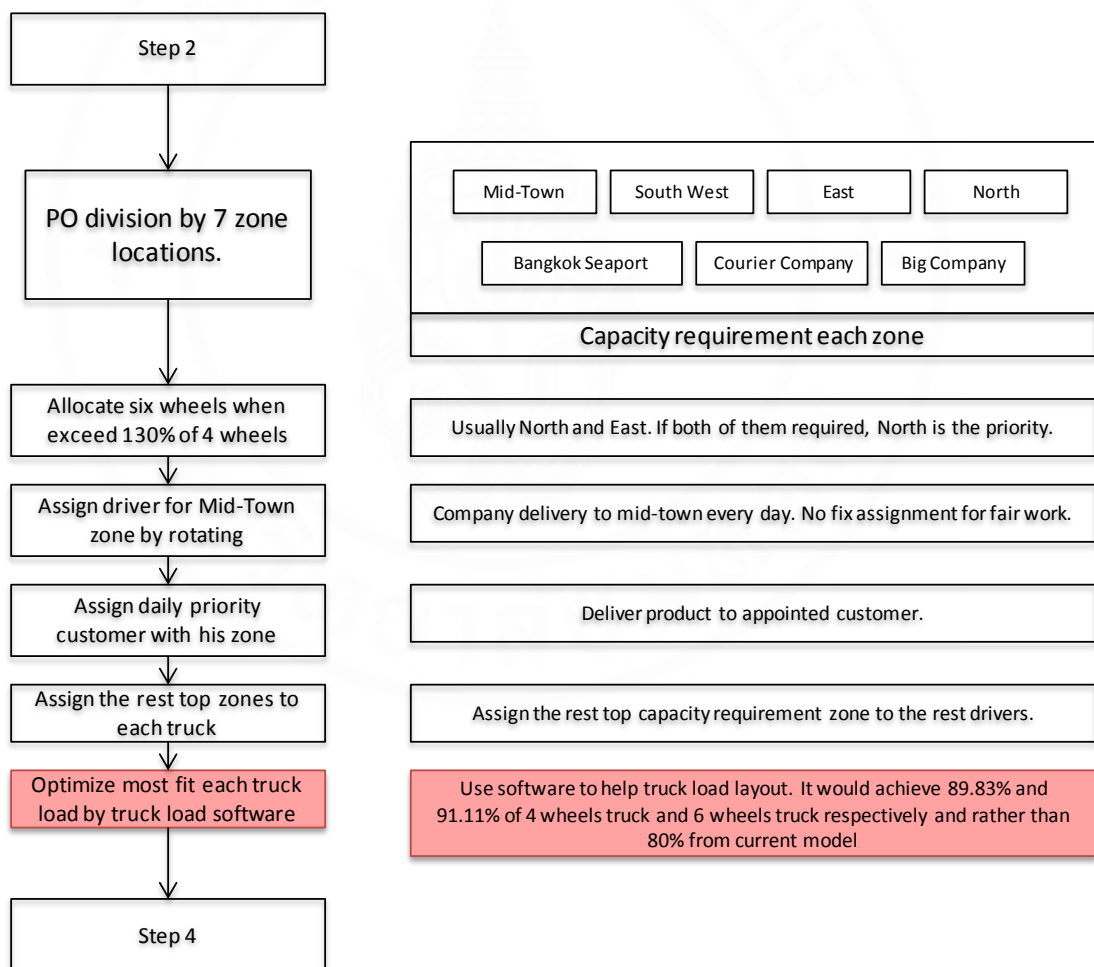 Step 2
PO division by 7 zone
locations.
Mid-Town
South West
East
North
Bangkok Seaport
Courier Company
Big Company
Capacity requirement each zone
Allocate six wheels when
exceed 130% of 4 wheels
Usually North and East. If both of them required, North is the priority.
Assign driver for Mid-Town
zone by rotating
Company delivery to mid-town every day. No fix assignment for fair work.
Assign daily priority
customer with his zone
Deliver product to appointed customer.
Assign the rest top zones to
each truck
Assign the rest top capacity requirement zone to the rest drivers.
Optimize most fit each truck
load by truck load software
Use software to help truck load layout. It would achieve 89.83% and
91.11% of 4 wheels truck and 6 wheels truck respectively and rather than
80% from current model
Step 4